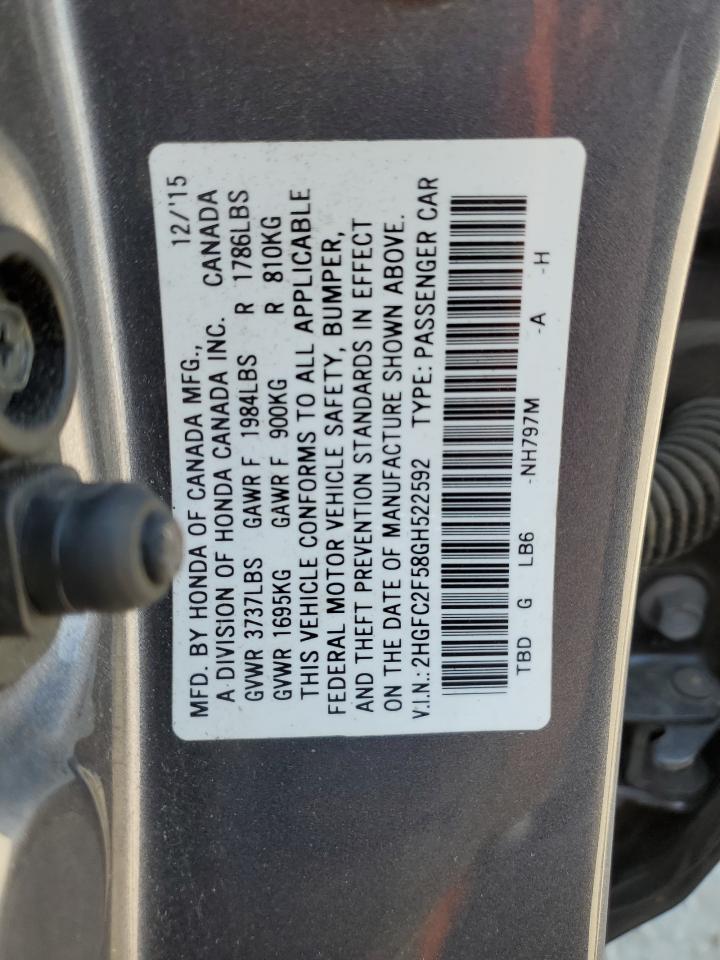 MFD. BY HONDA OF CANADA MFG., 12/'15
A DIVISION OF HONDA CANADA INC. CANADA
GVWR 3737LBS GAWR F 1984LBS R 1786LBS
GVWR 1695KG GAWR F 900KG R 810KG
THIS VEHICLE CONFORMS TO ALL APPLICABLE
FEDERAL MOTOR VEHICLE SAFETY, BUMPER,
AND THEFT PREVENTION STANDARDS IN EFFECT
ON THE DATE OF MANUFACTURE SHOWN ABOVE.
V.I.N.: 2HGFC2F58GH522592 TYPE: PASSENGER CAR
TBD G LB6 -NH797M -A -H